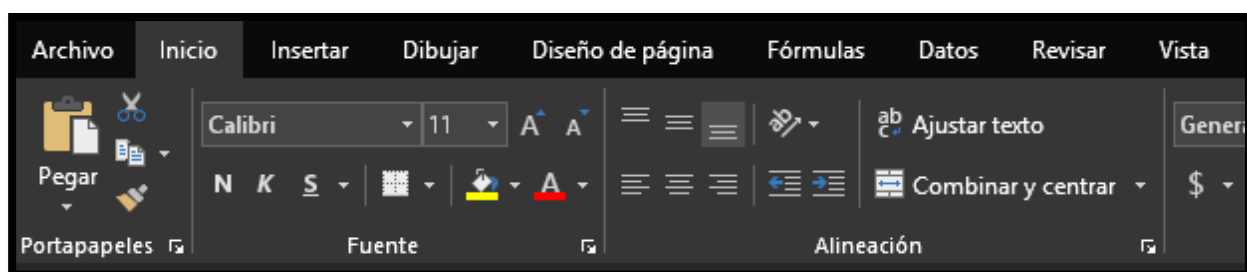 Archivo Inicio Insertar Dibujar Diseño de página Fórmulas Datos Revisar Vista
Calibri 11 A A ab Ajustar texto Genera
Pegar N K S A Combinar y centrar $
Portapapeles Fuente Alineación